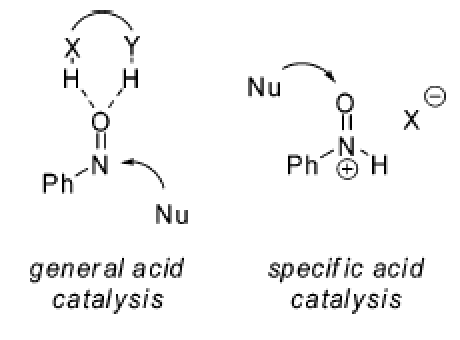 X Y
H H
O
N
Ph
Nu
general acid
catalysis
Nu
O
X ⊖
N
Ph H
⊕
specific acid
catalysis